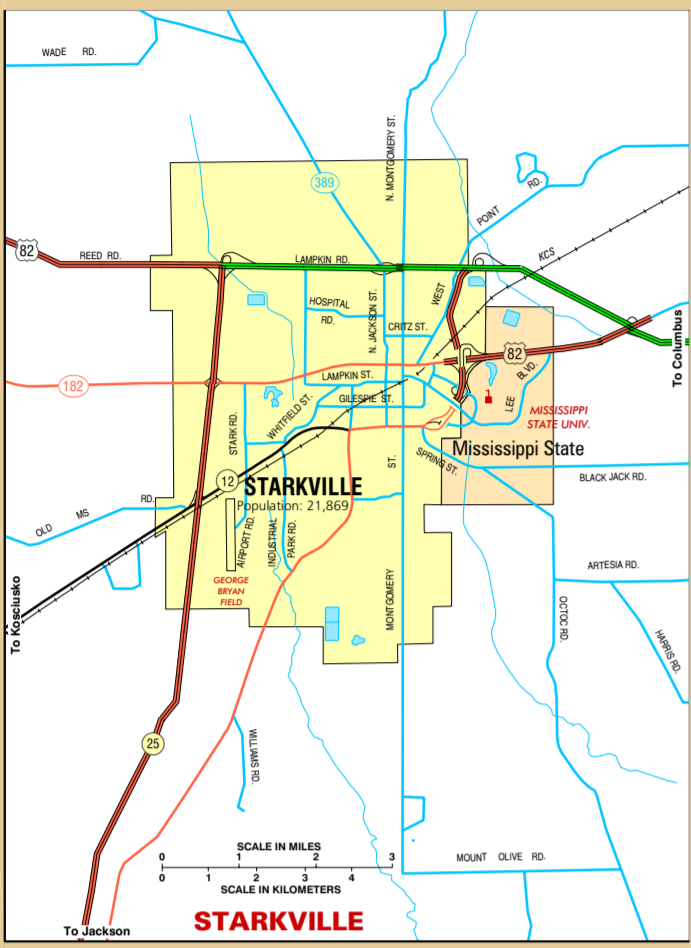 WADE RD.
389
N. MONTGOMERY ST.
POINT RD.
82
REED RD.
LAMPKIN RD.
KCS
WEST
HOSPITAL
RD.
N. JACKSON ST.
CRITZ ST.
To Columbus
82
182
LAMPKIN ST.
GILESPIE ST.
LEE BLVD.
WHITFIELD ST.
STARK RD.
MISSISSIPPI
STATE UNIV.
Mississippi State
SPRING ST.
ST.
BLACK JACK RD.
12
STARKVILLE
Population: 21,869
OLD MS RD.
AIRPORT RD.
INDUSTRIAL
PARK RD.
GEORGE
BRYAN
FIELD
ARTESIA RD.
MONTGOMERY
OCTOC RD.
HARRIS RD.
To Kosciusko
25
WILLIAMS RD.
SCALE IN MILES
0 1 2 3
0 1 2 3 4
SCALE IN KILOMETERS
MOUNT OLIVE RD.
STARKVILLE
To Jackson